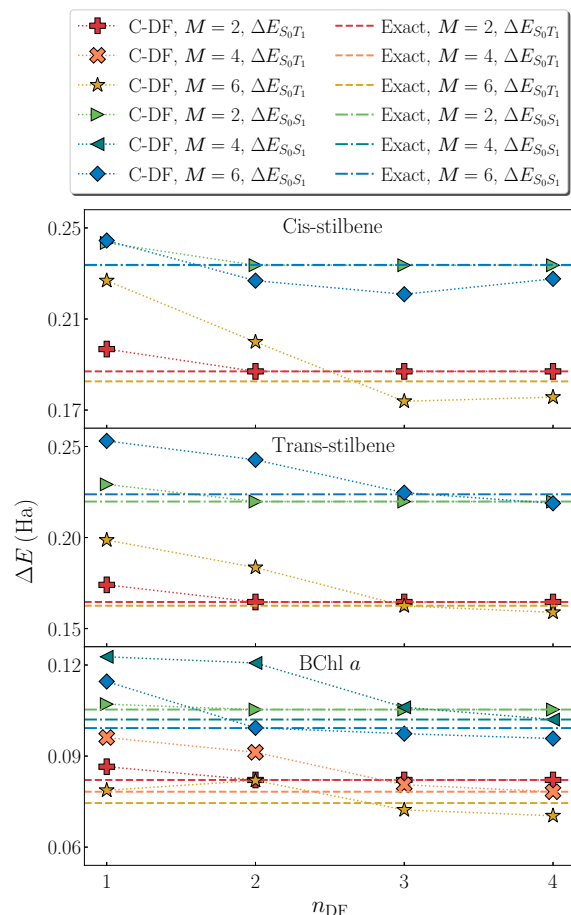 C-DF, M = 2, ΔE_{S₀T₁} Exact, M = 2, ΔE_{S₀T₁}
C-DF, M = 4, ΔE_{S₀T₁} Exact, M = 4, ΔE_{S₀T₁}
C-DF, M = 6, ΔE_{S₀T₁} Exact, M = 6, ΔE_{S₀T₁}
C-DF, M = 2, ΔE_{S₀S₁} Exact, M = 2, ΔE_{S₀S₁}
C-DF, M = 4, ΔE_{S₀S₁} Exact, M = 4, ΔE_{S₀S₁}
C-DF, M = 6, ΔE_{S₀S₁} Exact, M = 6, ΔE_{S₀S₁}
Cis-stilbene
0.25
0.21
0.17
Trans-stilbene
0.25
0.20
0.15
ΔE (Ha)
BChl a
0.12
0.09
0.06
1 2 3 4
n_{DF}